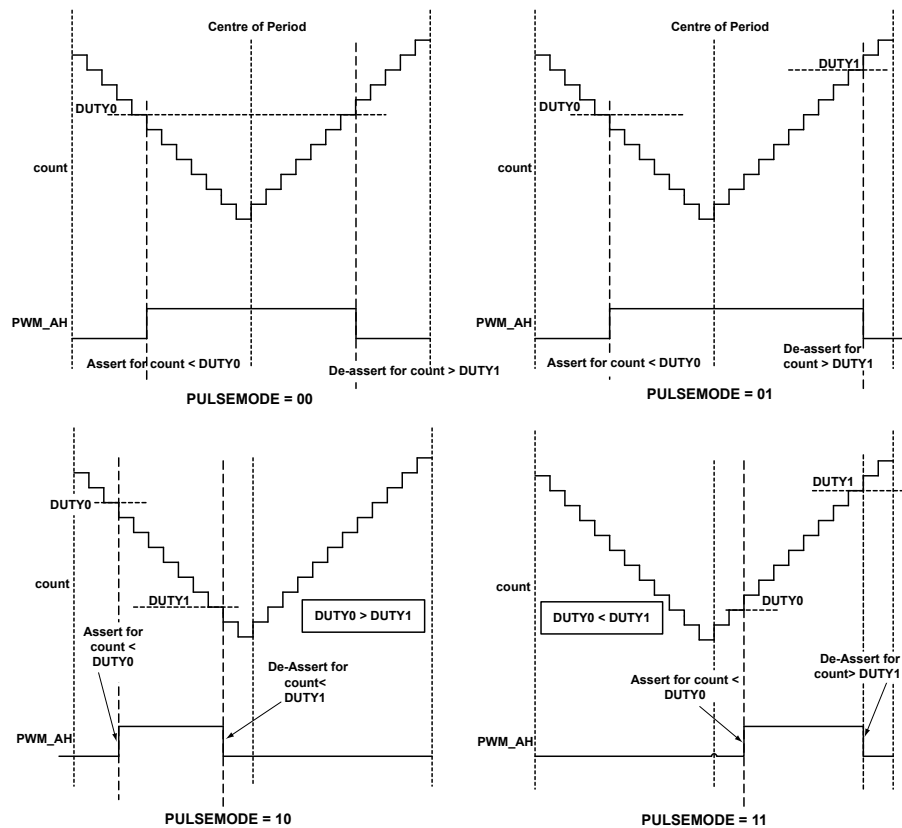 Centre of Period
DUTY0
count
PWM_AH
Assert for count < DUTY0
De-assert for count > DUTY1
PULSEMODE = 00
Centre of Period
DUTY1
DUTY0
count
PWM_AH
Assert for count < DUTY0
De-assert for
count > DUTY1
PULSEMODE = 01
DUTY0
count
DUTY1
DUTY0 > DUTY1
Assert for
count <
DUTY0
De-Assert for
count<
DUTY1
PWM_AH
PULSEMODE = 10
DUTY1
count
DUTY0
DUTY0 < DUTY1
Assert for count <
DUTY0
De-Assert for
count> DUTY1
PWM_AH
PULSEMODE = 11